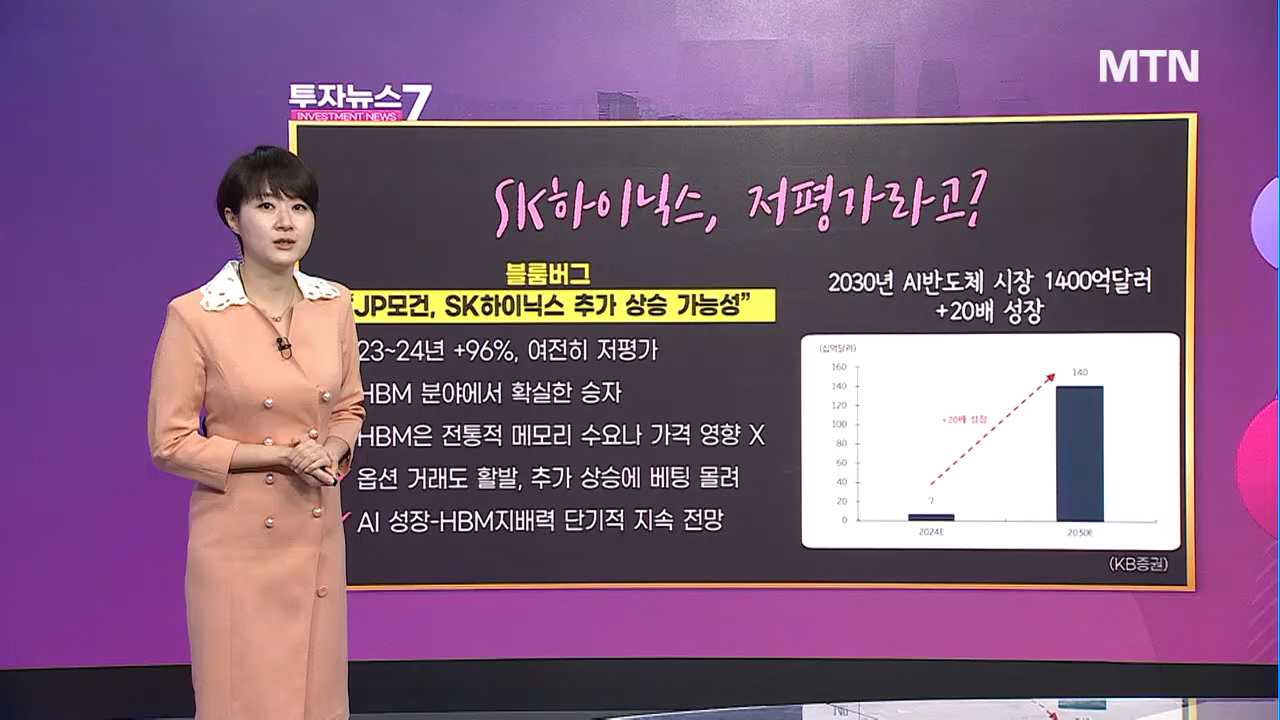 MTN
투자뉴스7
INVESTMENT NEWS
SK하이닉스, 저평가라고?
블룸버그
“JP모건, SK하이닉스 추가 상승 가능성”
23~24년 +96%, 여전히 저평가
HBM 분야에서 확실한 승자
HBM은 전통적 메모리 수요나 가격 영향 X
옵션 거래도 활발, 추가 상승에 베팅 몰려
✓ AI 성장-HBM지배력 단기적 지속 전망
2030년 AI반도체 시장 1400억달러
+20배 성장
(십억달러)
160
140
120
100
80
60
40
20
0
+20배 성장
7
140
2024E
2030E
(KB증권)